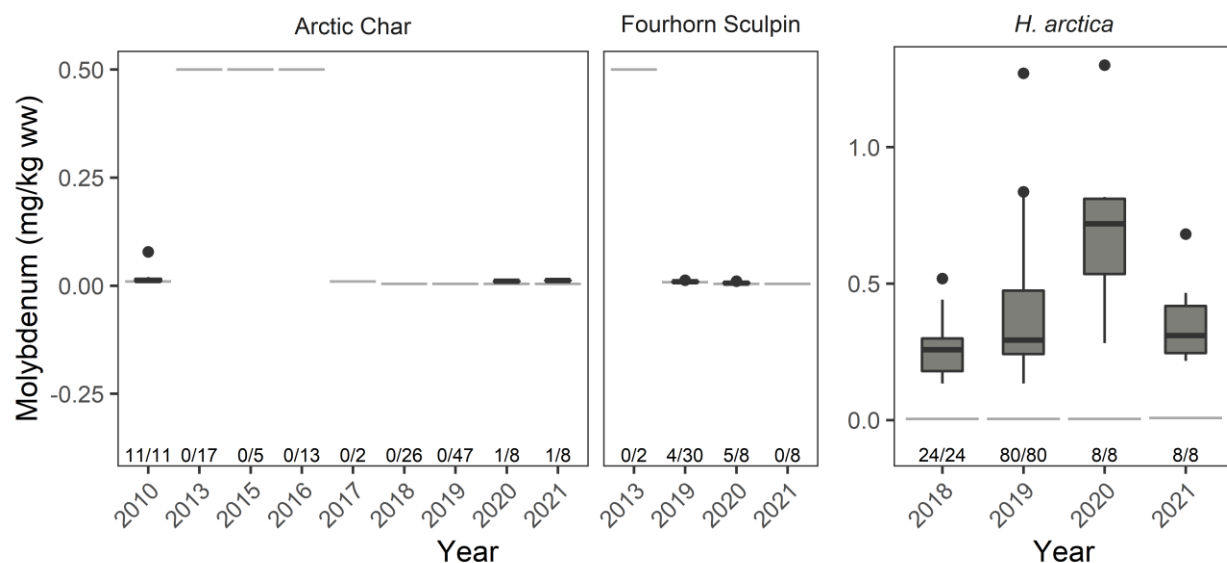 Arctic Char
Fourhorn Sculpin
H. arctica
Molybdenum (mg/kg ww)
0.50
0.25
0.00
-0.25
11/11 0/17 0/5 0/13 0/2 0/26 0/47 1/8 1/8
2010 2013 2015 2016 2017 2018 2019 2020 2021
0/2 4/30 5/8 0/8
2013 2019 2020 2021
Year
1.0
0.5
0.0
24/24 80/80 8/8 8/8
2018 2019 2020 2021
Year